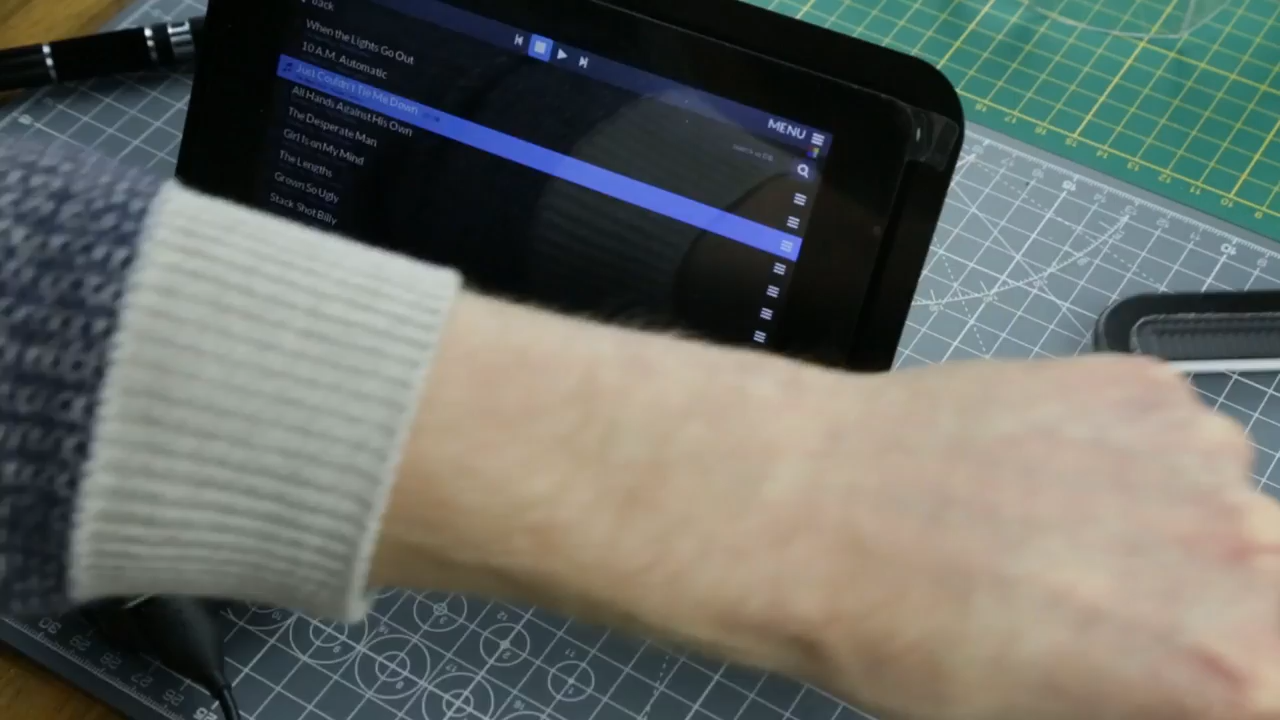 back
When the Lights Go Out
10 A.M. Automatic
Just Couldn't Tie Me Down
All Hands Against His Own
The Desperate Man
Girl Is on My Mind
The Lengths
Grown So Ugly
Stack Shot Billy
MENU